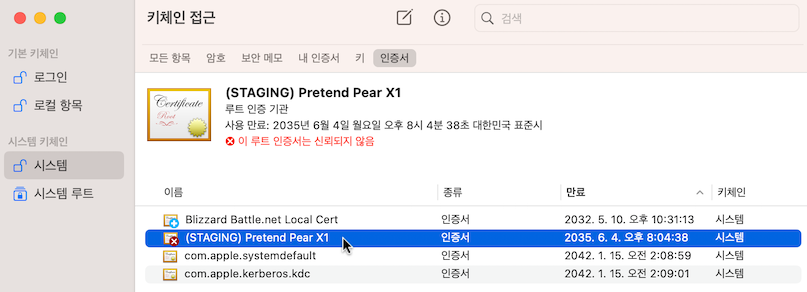 키체인 접근
검색
기본 키체인
로그인
로컬 항목
시스템 키체인
시스템
시스템 루트
모든 항목 암호 보안 메모 내 인증서 키 인증서
Certificate
Root
(STAGING) Pretend Pear X1
루트 인증 기관
사용 만료: 2035년 6월 4일 월요일 오후 8시 4분 38초 대한민국 표준시
이 루트 인증서는 신뢰되지 않음
이름 종류 만료 키체인
Blizzard Battle.net Local Cert 인증서 2032. 5. 10. 오후 10:31:13 시스템
(STAGING) Pretend Pear X1 인증서 2035. 6. 4. 오후 8:04:38 시스템
com.apple.systemdefault 인증서 2042. 1. 15. 오전 2:08:59 시스템
com.apple.kerberos.kdc 인증서 2042. 1. 15. 오전 2:09:01 시스템